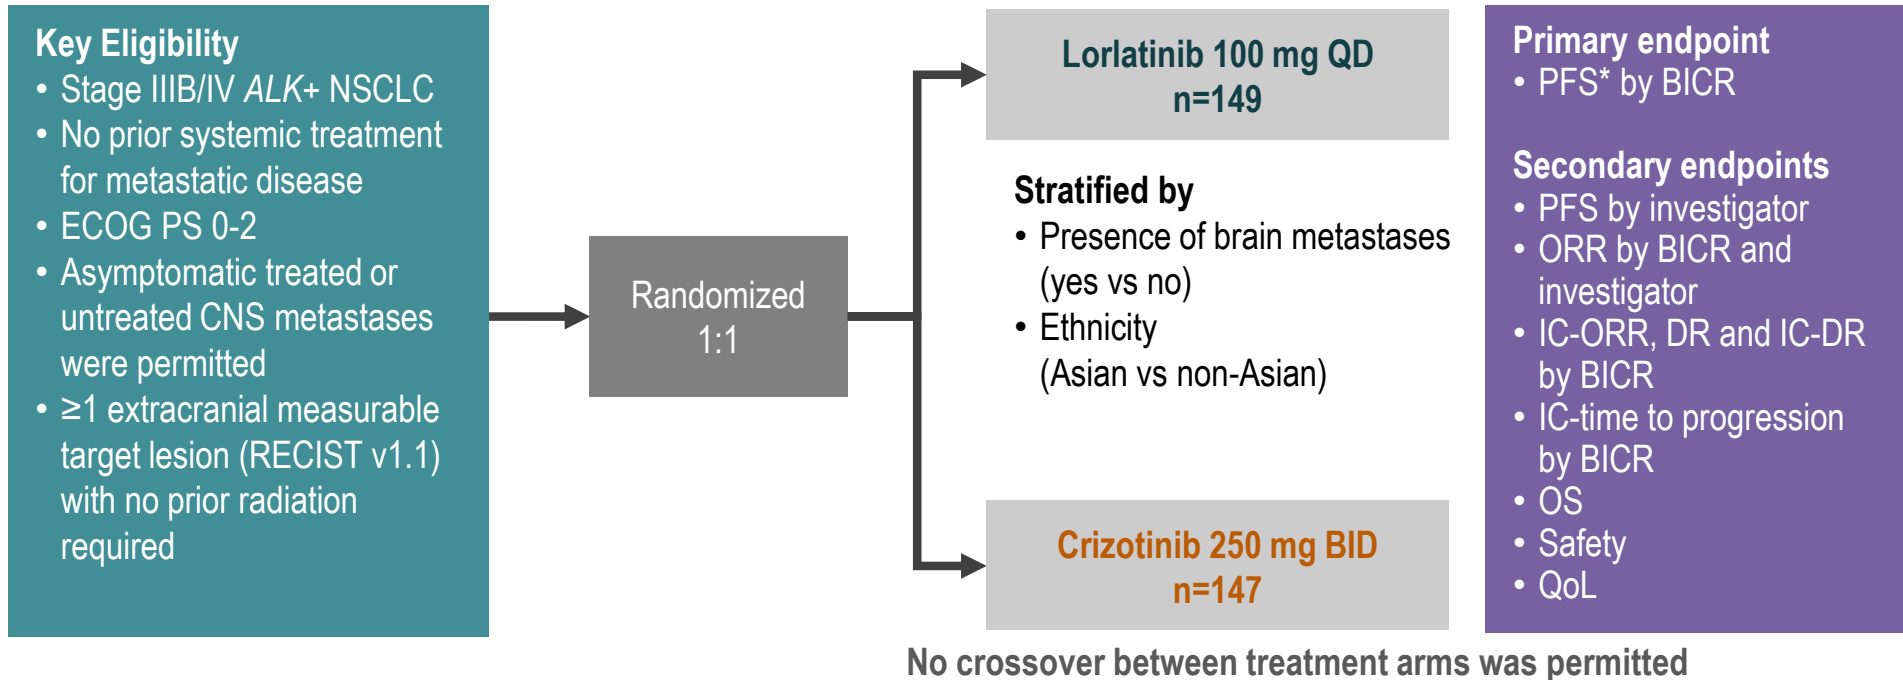 Key Eligibility
• Stage IIIB/IV ALK+ NSCLC
• No prior systemic treatment
for metastatic disease
• ECOG PS 0-2
• Asymptomatic treated or
untreated CNS metastases
were permitted
• ≥1 extracranial measurable
target lesion (RECIST v1.1)
with no prior radiation
required
Randomized
1:1
Lorlatinib 100 mg QD
n=149
Stratified by
• Presence of brain metastases
(yes vs no)
• Ethnicity
(Asian vs non-Asian)
Crizotinib 250 mg BID
n=147
No crossover between treatment arms was permitted
Primary endpoint
• PFS* by BICR
Secondary endpoints
• PFS by investigator
• ORR by BICR and
investigator
• IC-ORR, DR and IC-DR
by BICR
• IC-time to progression
by BICR
• OS
• Safety
• QoL